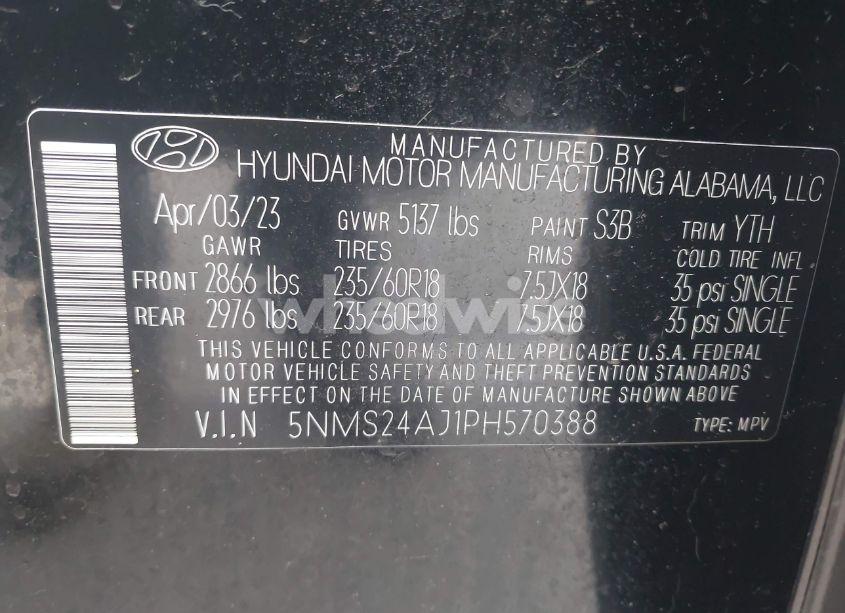 MANUFACTURED BY
HYUNDAI MOTOR MANUFACTURING ALABAMA, LLC
Apr/03/23 GVWR 5137 lbs PAINT S3B TRIM YTH
GAWR TIRES RIMS COLD TIRE INFL
FRONT 2866 lbs 235/60R18 7.5JX18 35 psi SINGLE
REAR 2976 lbs 235/60R18 7.5JX18 35 psi SINGLE
THIS VEHICLE CONFORMS TO ALL APPLICABLE U.S.A. FEDERAL
MOTOR VEHICLE SAFETY AND THEFT PREVENTION STANDARDS
IN EFFECT ON THE DATE OF MANUFACTURE SHOWN ABOVE.
V.I.N 5NMS24AJ1PH570388 TYPE: MPV